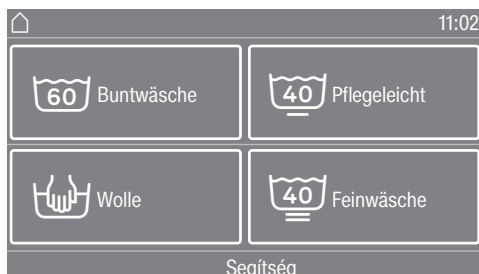 11:02
60 Buntwäsche
40 Pflegeleicht
Wolle
40 Feinwäsche
Segítség